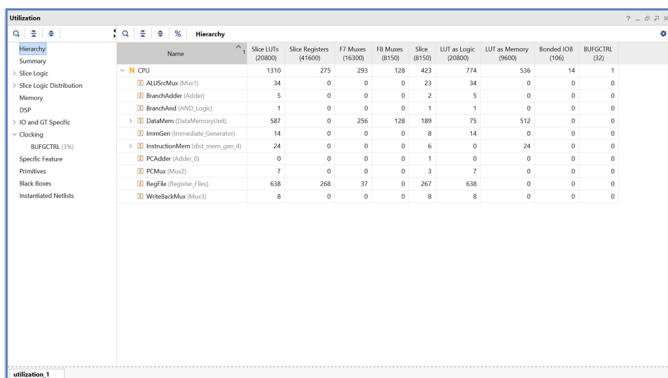 Utilization
Hierarchy
Hierarchy
Summary
Slice Logic
Slice Logic Distribution
Memory
DSP
IO and GT Specific
Clocking
BUFGCTRL (3%)
Specific Feature
Primitives
Black Boxes
Instantiated Netlists
Name 1 Slice LUTs (20800) Slice Registers (41600) F7 Muxes (16300) F8 Muxes (8150) Slice (8150) LUT as Logic (20800) LUT as Memory (9600) Bonded IOB (106) BUFGCTRL (32)
N CPU 1310 275 293 128 423 774 536 14 1
ALUSrcMux (Mux1) 34 0 0 0 23 34 0 0 0
BranchAdder (Adder) 5 0 0 0 2 5 0 0 0
BranchAnd (AND_Logic) 1 0 0 0 1 1 0 0 0
DataMem (DataMemoryUnit) 587 0 256 128 189 75 512 0 0
ImmGen (Immediate_Generator) 14 0 0 0 8 14 0 0 0
InstructionMem (dist_mem_gen_4) 24 0 0 0 6 0 24 0 0
PCAdder (Adder_0) 0 0 0 0 1 0 0 0 0
PCMux (Mux2) 7 0 0 0 3 7 0 0 0
RegFile (Register_Files) 638 268 37 0 267 638 0 0 0
WriteBackMux (Mux3) 8 0 0 0 8 8 0 0 0
utilization_1